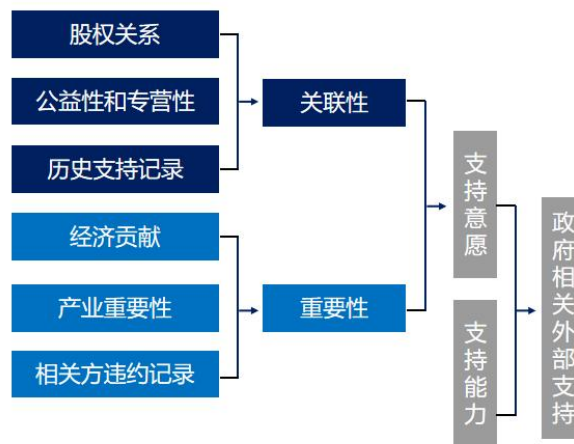 股权关系
公益性和专营性
历史支持记录
关联性
经济贡献
产业重要性
相关方违约记录
重要性
支持意愿
支持能力
政府相关外部支持